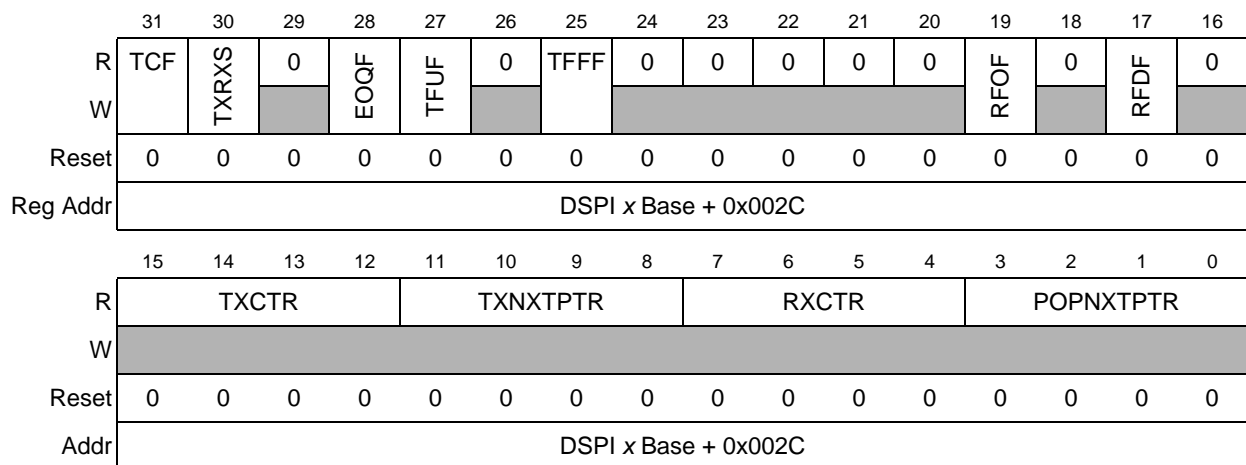 31 30 29 28 27 26 25 24 23 22 21 20 19 18 17 16
R TCF TXRXS 0 EOQF TFUF 0 TFFF 0 0 0 0 0 RFOF 0 RFDF 0
W
Reset 0 0 0 0 0 0 0 0 0 0 0 0 0 0 0 0
Reg Addr DSPI x Base + 0x002C
15 14 13 12 11 10 9 8 7 6 5 4 3 2 1 0
R TXCTR TXNXTPTR RXCTR POPNXTPTR
W
Reset 0 0 0 0 0 0 0 0 0 0 0 0 0 0 0 0
Addr DSPI x Base + 0x002C